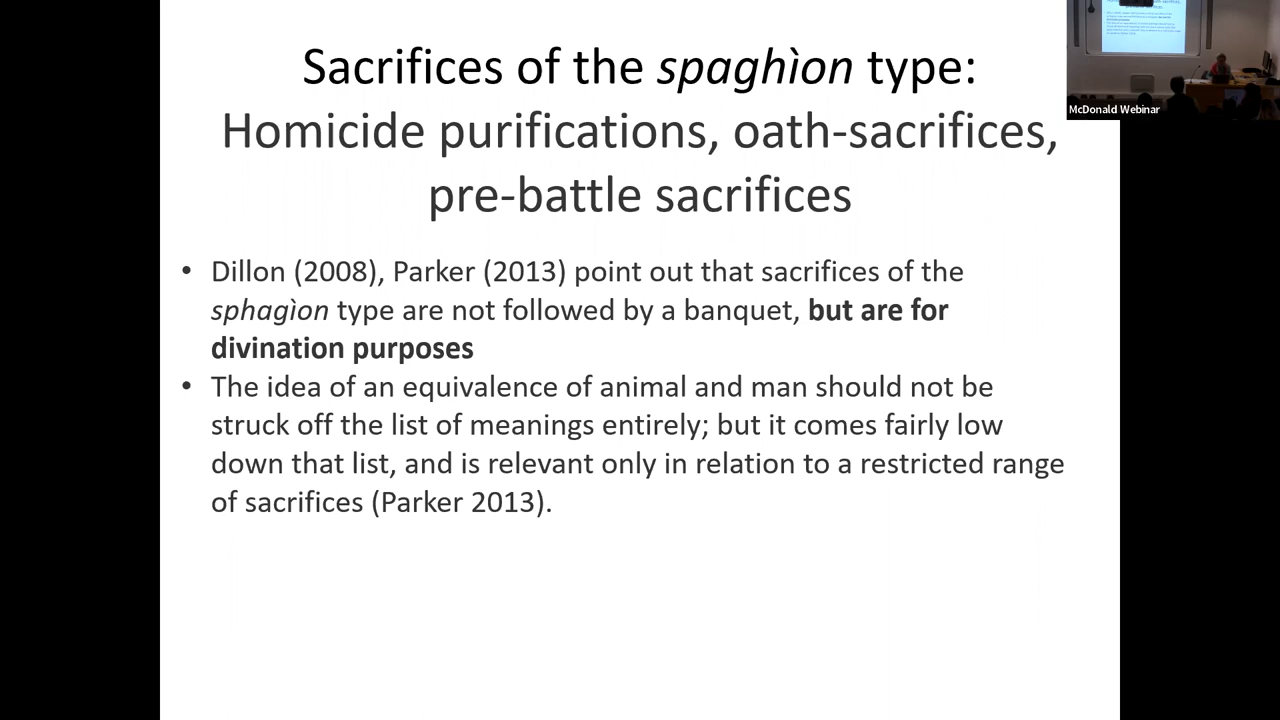 Sacrifices of the spaghìon type:
Homicide purifications, oath-sacrifices,
pre-battle sacrifices
• Dillon (2008), Parker (2013) point out that sacrifices of the
sphagìon type are not followed by a banquet, but are for
divination purposes
• The idea of an equivalence of animal and man should not be
struck off the list of meanings entirely; but it comes fairly low
down that list, and is relevant only in relation to a restricted range
of sacrifices (Parker 2013).
McDonald Webinar